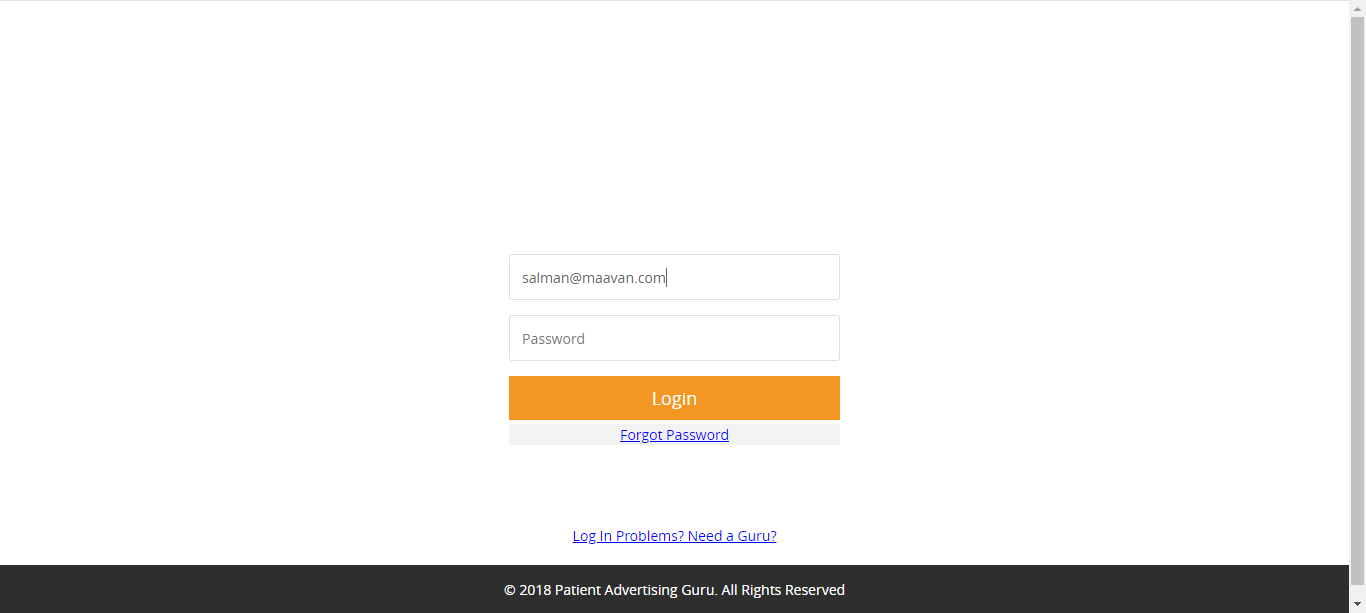 salman@maavan.com
Password
Login
Forgot Password
Log In Problems? Need a Guru?
© 2018 Patient Advertising Guru. All Rights Reserved